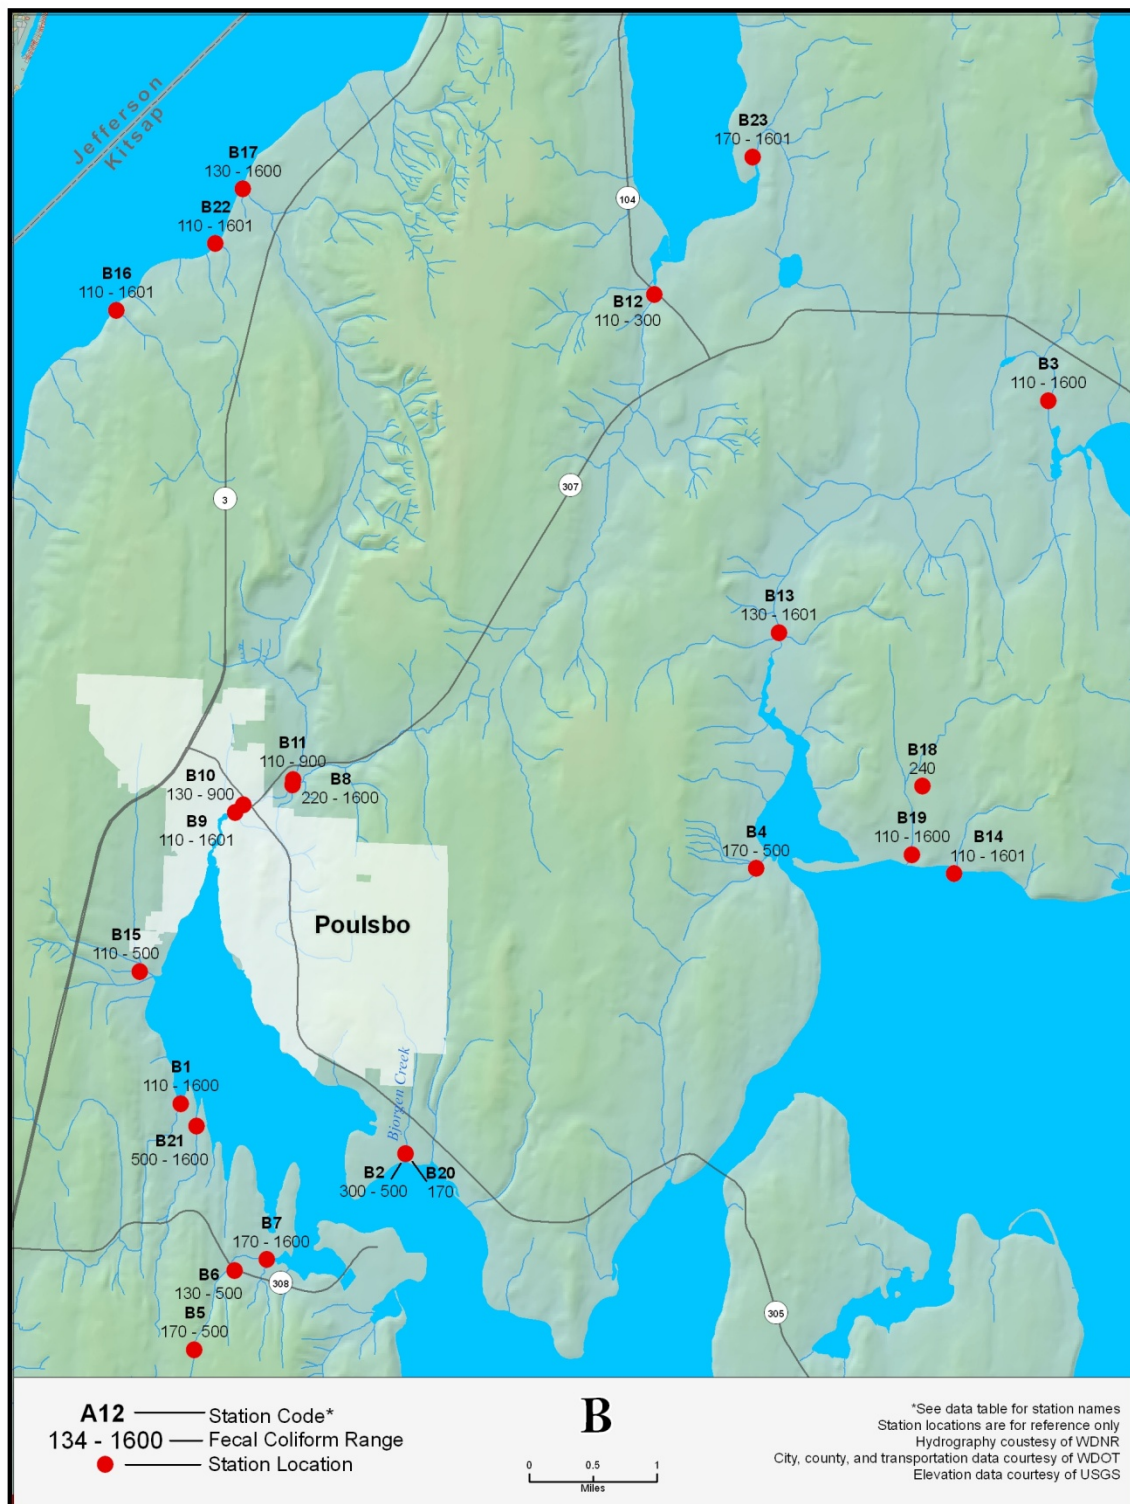 Jefferson
Kitsap
B23
170 - 1601
B17
130 - 1600
104
B22
110 - 1601
B16
110 - 1601
B12
110 - 300
B3
110 - 1600
307
3
B13
130 - 1601
B11
110 - 900
B18
240
B10
130 - 900
B8
220 - 1600
B9
110 - 1601
B19
110 - 1600
B4
170 - 500
B14
110 - 1601
Poulsbo
B15
110 - 500
B1
110 - 1600
Bjorgen Creek
B21
500 - 1600
B2
300 - 500
B20
170
B7
170 - 1600
B6
130 - 500
308
B5
170 - 500
305
A12
Station Code*
134 - 1600
Fecal Coliform Range
Station Location
B
0 0.5 1
Miles
*See data table for station names
Station locations are for reference only
Hydrography coustesy of WDNR
City, county, and transportation data courtesy of WDOT
Elevation data courtesy of USGS